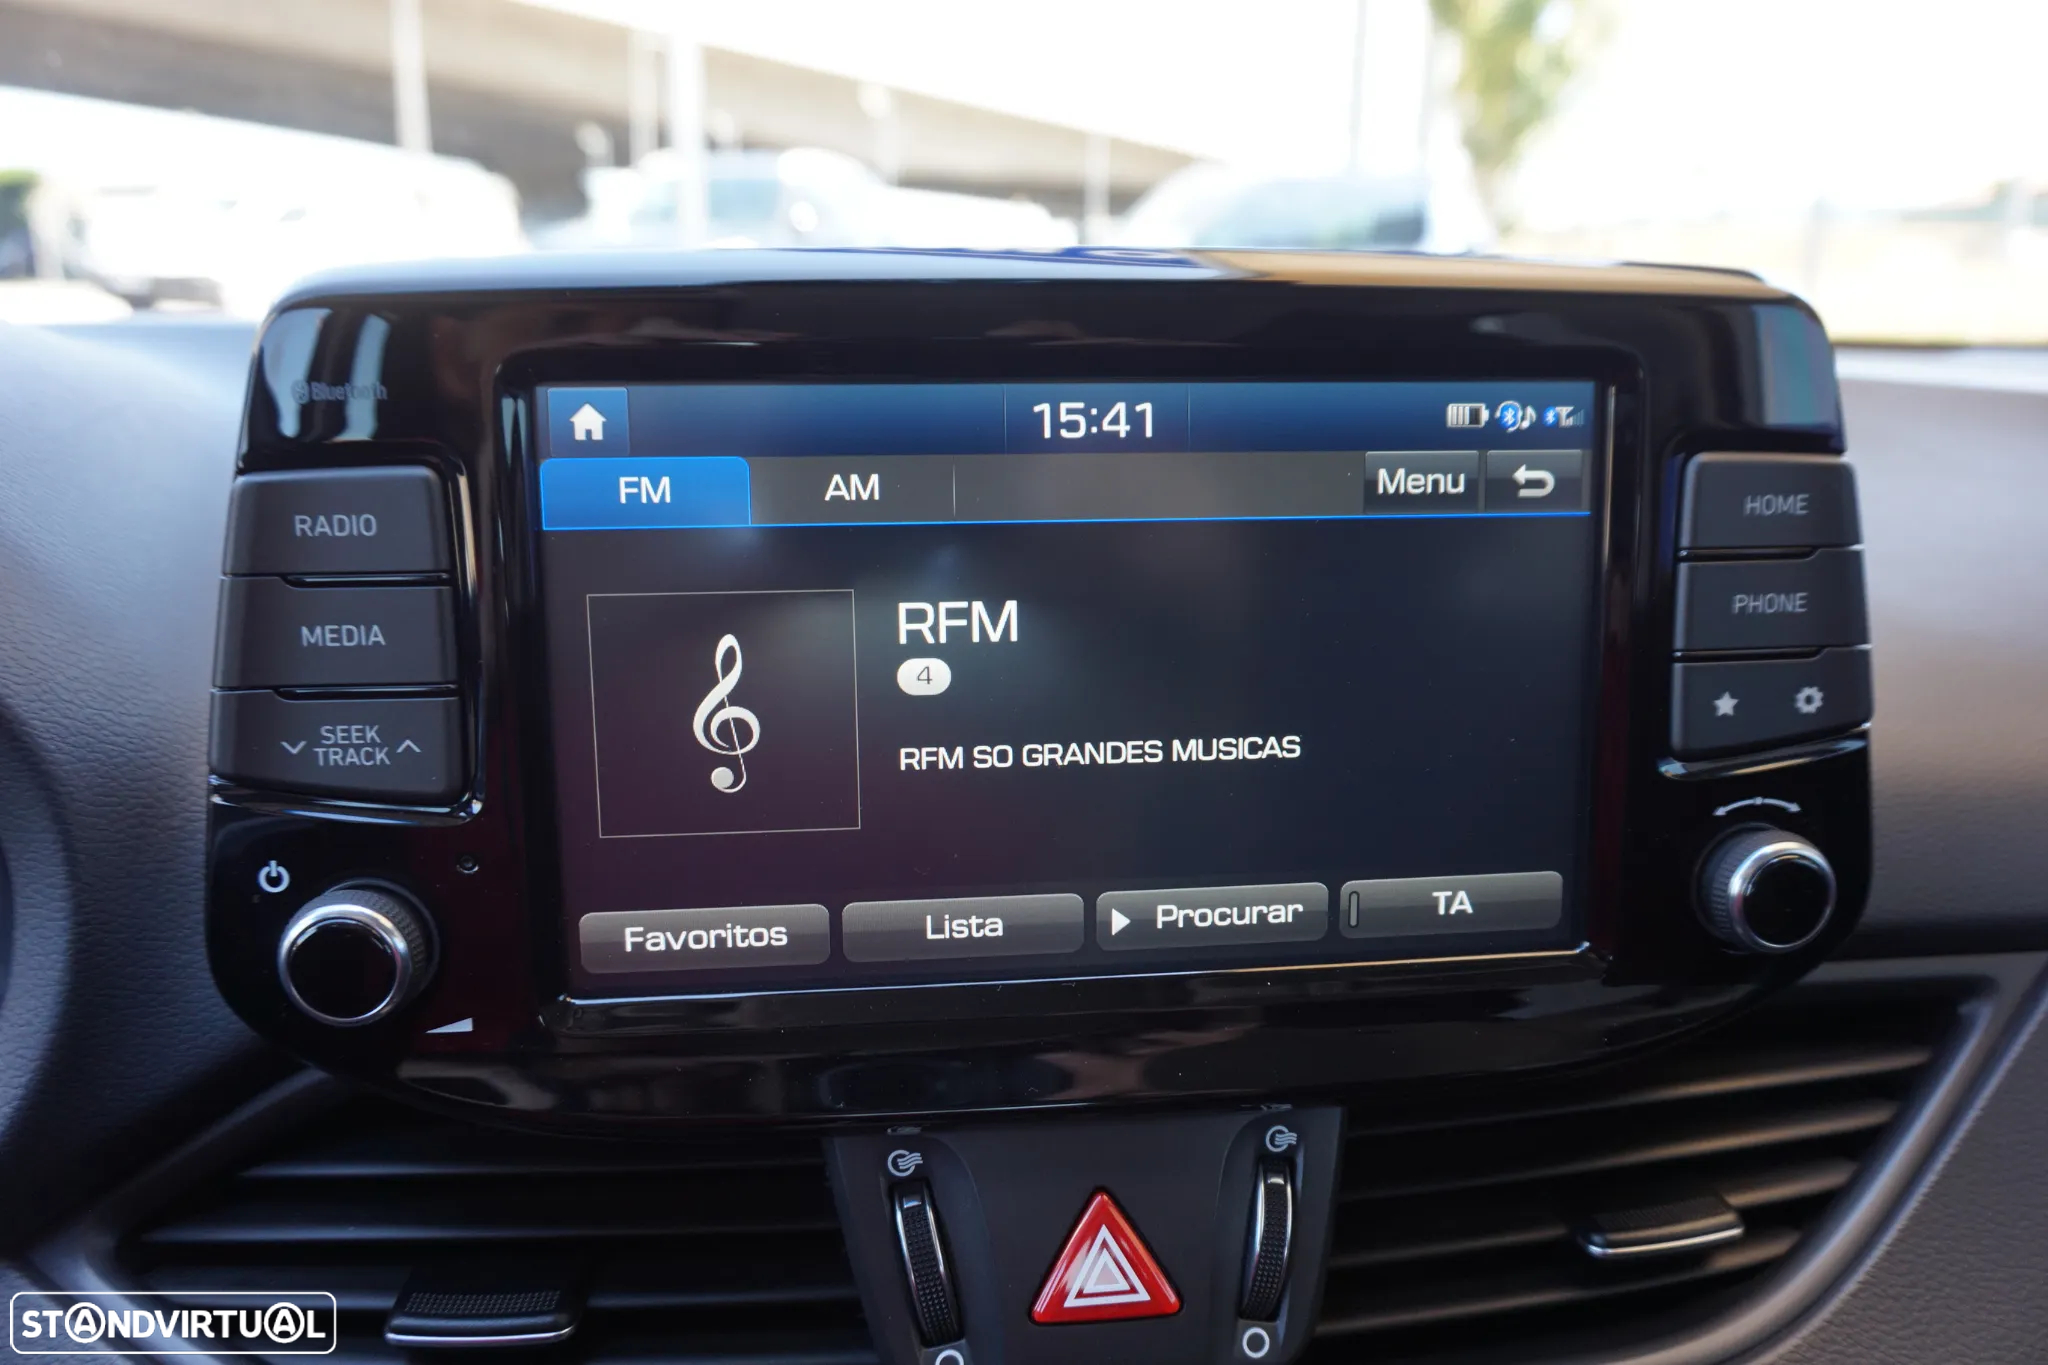 Bluetooth
15:41
FM AM Menu
RADIO
MEDIA
SEEK
TRACK
HOME
PHONE
RFM
4
RFM SO GRANDES MUSICAS
Favoritos Lista Procurar TA
STANDVIRTUAL